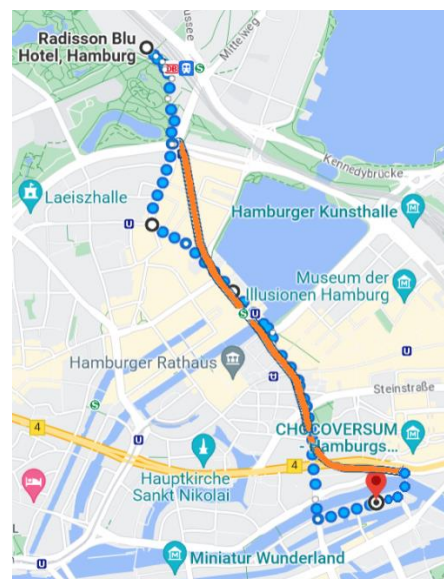 Radisson Blu
Hotel, Hamburg
DB
S
Mittelweg
Kennedybrücke
Laeiszhalle
Hamburger Kunsthalle
U
Museum der
Illusionen Hamburg
S U
U
Hamburger Rathaus
U
Steinstraße
S
CHOCOVERSUM
- Hamburgs...
4
4
Hauptkirche
Sankt Nikolai
Miniatur Wunderland